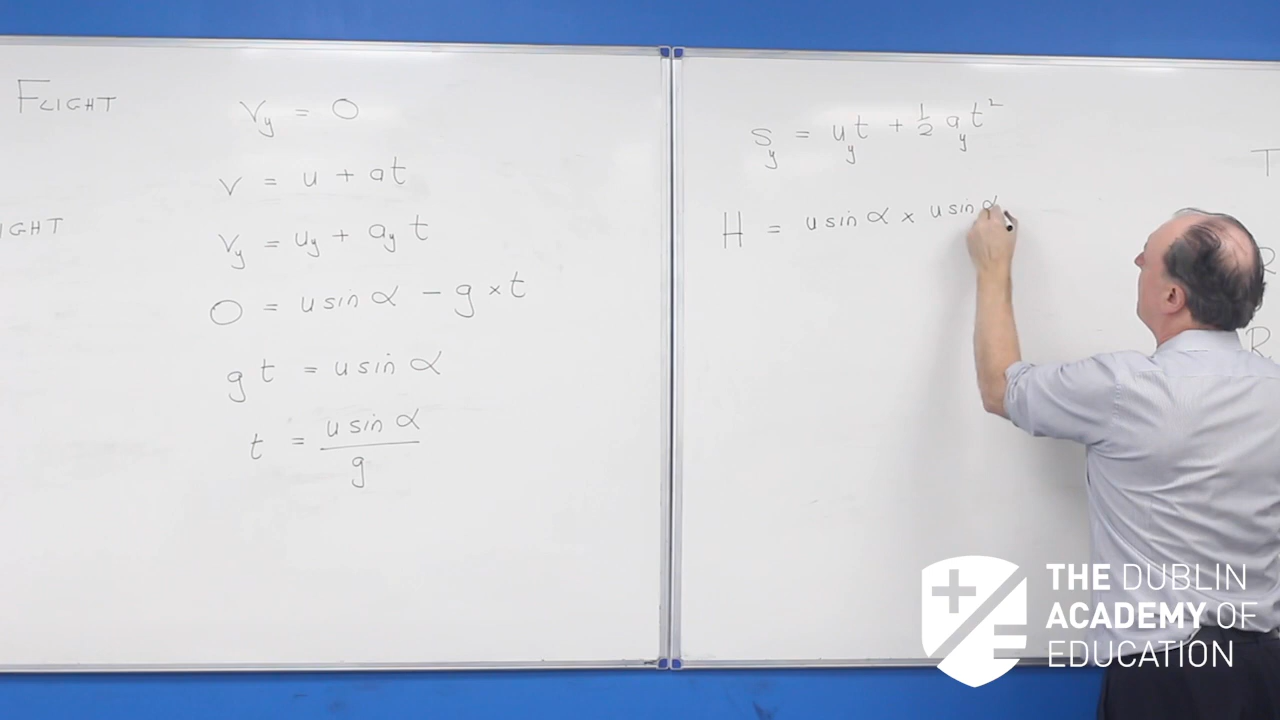 FLIGHT
IGHT
Vy = 0
v = u + at
Vy = uy + ay t
0 = u sin α − g × t
g t = u sin α
t = u sin α / g
Sy = uy t + 1/2 ay t²
H = u sin α × u sin α
T
R
R
THE DUBLIN
ACADEMY OF
EDUCATION